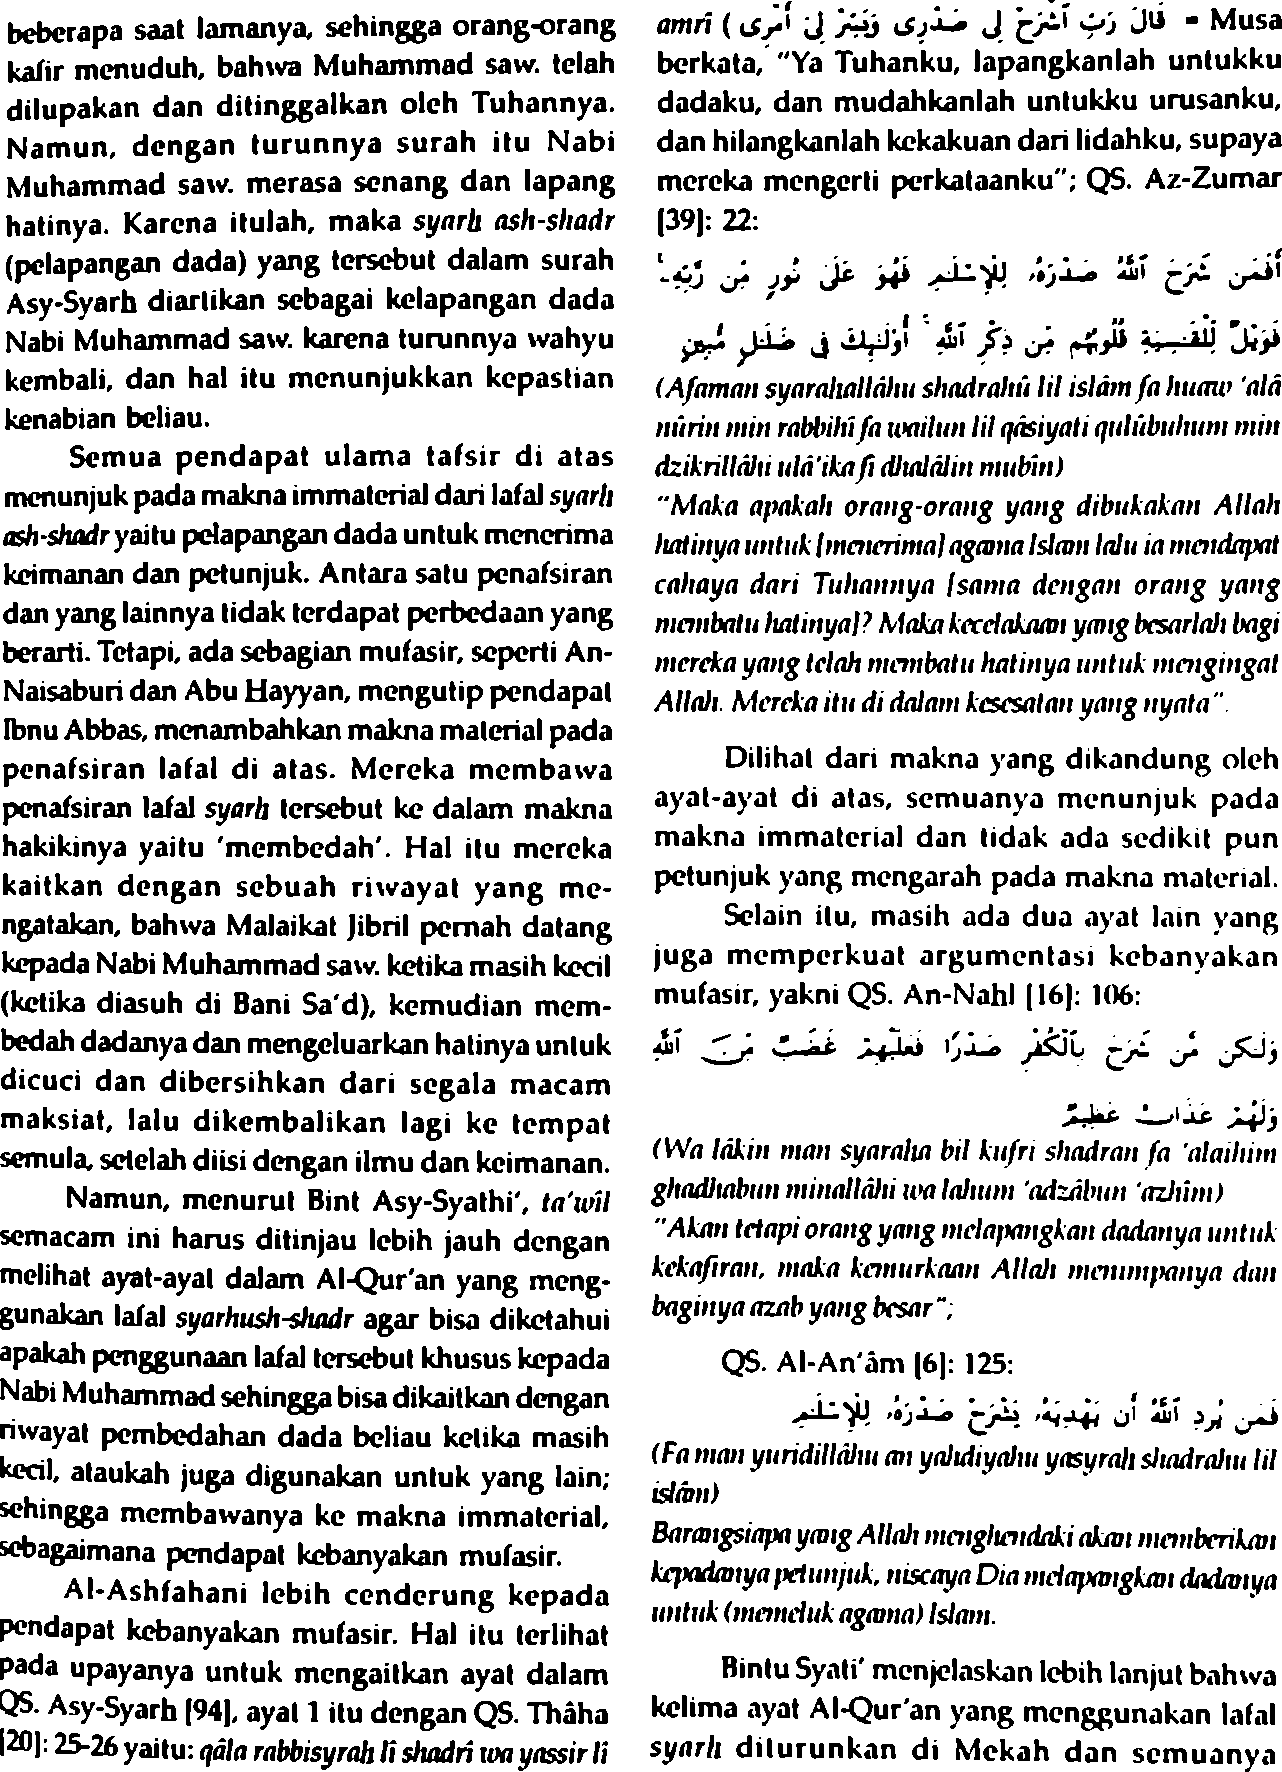 beberapa saat lamanya, sehingga orang-orang
kafir menuduh, bahwa Muhammad saw. telah
dilupakan dan ditinggalkan oleh Tuhannya.
Namun, dengan turunnya surah itu Nabi
Muhammad saw. merasa senang dan lapang
hatinya. Karena itulah, maka syarḫ ash-shadr
(pelapangan dada) yang tersebut dalam surah
Asy-Syarḫ diartikan sebagai kelapangan dada
Nabi Muhammad saw. karena turunnya wahyu
kembali, dan hal itu menunjukkan kepastian
kenabian beliau.
Semua pendapat ulama tafsir di atas
menunjuk pada makna immaterial dari lafal syarḫ
ash-shadr yaitu pelapangan dada untuk menerima
keimanan dan petunjuk. Antara satu penafsiran
dan yang lainnya tidak terdapat perbedaan yang
berarti. Tetapi, ada sebagian mufasir, seperti An-
Naisaburi dan Abu Hayyan, mengutip pendapat
Ibnu Abbas, menambahkan makna material pada
penafsiran lafal di atas. Mereka membawa
penafsiran lafal syarḫ tersebut ke dalam makna
hakikinya yaitu 'membedah'. Hal itu mereka
kaitkan dengan sebuah riwayat yang me-
ngatakan, bahwa Malaikat Jibril pernah datang
kepada Nabi Muhammad saw. ketika masih kecil
(ketika diasuh di Bani Sa'd), kemudian mem-
bedah dadanya dan mengeluarkan hatinya untuk
dicuci dan dibersihkan dari segala macam
maksiat, lalu dikembalikan lagi ke tempat
semula, setelah diisi dengan ilmu dan keimanan.
Namun, menurut Bint Asy-Syathi', ta'wîl
semacam ini harus ditinjau lebih jauh dengan
melihat ayat-ayat dalam Al-Qur'an yang meng-
gunakan lafal syarhush-shadr agar bisa diketahui
apakah penggunaan lafal tersebut khusus kepada
Nabi Muhammad sehingga bisa dikaitkan dengan
riwayat pembedahan dada beliau ketika masih
kecil, ataukah juga digunakan untuk yang lain;
sehingga membawanya ke makna immaterial,
sebagaimana pendapat kebanyakan mufasir.
Al-Ashfahani lebih cenderung kepada
pendapat kebanyakan mufasir. Hal itu terlihat
pada upayanya untuk mengaitkan ayat dalam
QS. Asy-Syarḫ [94], ayat 1 itu dengan QS. Thâha
[20]: 25-26 yaitu: qâla rabbisyrah lî shadrî wa yassir lî
amrî ( قَالَ رَبِّ ٱشْرَحْ لِى صَدْرِى وَيَسِّرْ لِىٓ أَمْرِى = Musa
berkata, "Ya Tuhanku, lapangkanlah untukku
dadaku, dan mudahkanlah untukku urusanku,
dan hilangkanlah kekakuan dari lidahku, supaya
mereka mengerti perkataanku"; QS. Az-Zumar
[39]: 22:
أَفَمَن شَرَحَ ٱللَّهُ صَدْرَهُۥ لِلْإِسْلَـٰمِ فَهُوَ عَلَىٰ نُورٍ مِّن رَّبِّهِۦ ۚ
فَوَيْلٌ لِّلْقَـٰسِيَةِ قُلُوبُهُم مِّن ذِكْرِ ٱللَّهِ ۚ أُو۟لَـٰٓئِكَ فِى ضَلَـٰلٍ مُّبِينٍ
(Afaman syarahallâhu shadrahû lil islâm fa huaw 'alâ
nûrin min rabbihî fa wailun lil qâsiyati qulûbuhum min
dzikrillâhi ulâ'ika fi dhalâlin mubîn)
"Maka apakah orang-orang yang dibukakan Allah
hatinya untuk [menerima] agama Islam lalu ia mendapat
cahaya dari Tuhannya [sama dengan orang yang
membatu hatinya]? Maka kecelakaan yang besarlah bagi
mereka yang telah membatu hatinya untuk mengingat
Allah. Mereka itu di dalam kesesatan yang nyata".
Dilihat dari makna yang dikandung oleh
ayat-ayat di atas, semuanya menunjuk pada
makna immaterial dan tidak ada sedikit pun
petunjuk yang mengarah pada makna material.
Selain itu, masih ada dua ayat lain yang
juga memperkuat argumentasi kebanyakan
mufasir, yakni QS. An-Nahl [16]: 106:
وَلَـٰكِن مَّن شَرَحَ بِٱلْكُفْرِ صَدْرًا فَعَلَيْهِمْ غَضَبٌ مِّنَ ٱللَّهِ
وَلَهُمْ عَذَابٌ عَظِيمٌ
(Wa lâkin man syaraha bil kufri shadran fa 'alaihim
ghadhabun minallâhi wa lahum 'adzâbun 'azhîm)
"Akan tetapi orang yang melapangkan dadanya untuk
kekafiran, maka kemurkaan Allah menimpanya dan
baginya azab yang besar";
QS. Al-An'âm [6]: 125:
فَمَن يُرِدِ ٱللَّهُ أَن يَهْدِيَهُۥ يَشْرَحْ صَدْرَهُۥ لِلْإِسْلَـٰمِ
(Fa man yuridillâhu an yahdiyahu yasyrah shadrahu lil
islâm)
Barangsiapa yang Allah menghendaki akan memberikan
kepadanya petunjuk, niscaya Dia melapangkan dadanya
untuk (memeluk agama) Islam.
Bintu Syati' menjelaskan lebih lanjut bahwa
kelima ayat Al-Qur'an yang menggunakan lafal
syarḫ diturunkan di Mekah dan semuanya